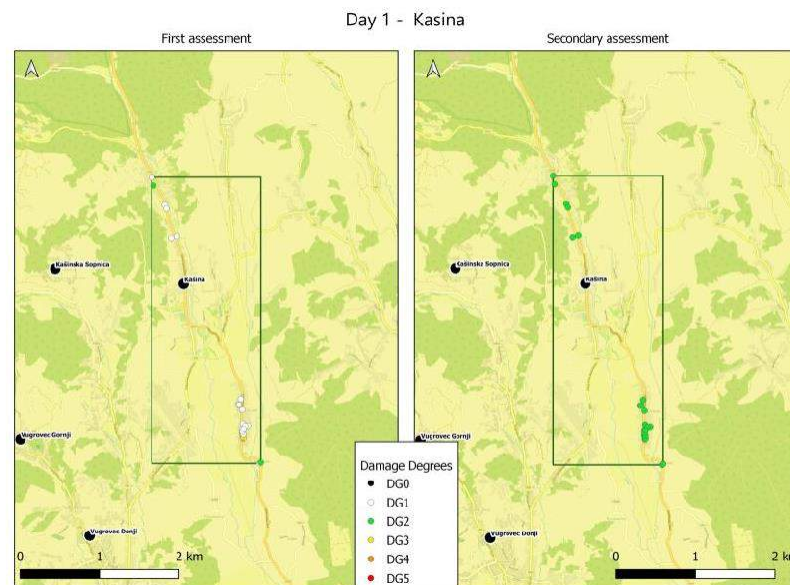 Day 1 - Kasina
First assessment
Secondary assessment
Kašinska Sopnica
Kašina
Vugrovec Gornji
Vugrovec Donji
0 1 2 km
Kašinska Sopnica
Kašina
Vugrovec Gornji
Vugrovec Donji
0 1 2 km
Damage Degrees
DG0
DG1
DG2
DG3
DG4
DG5